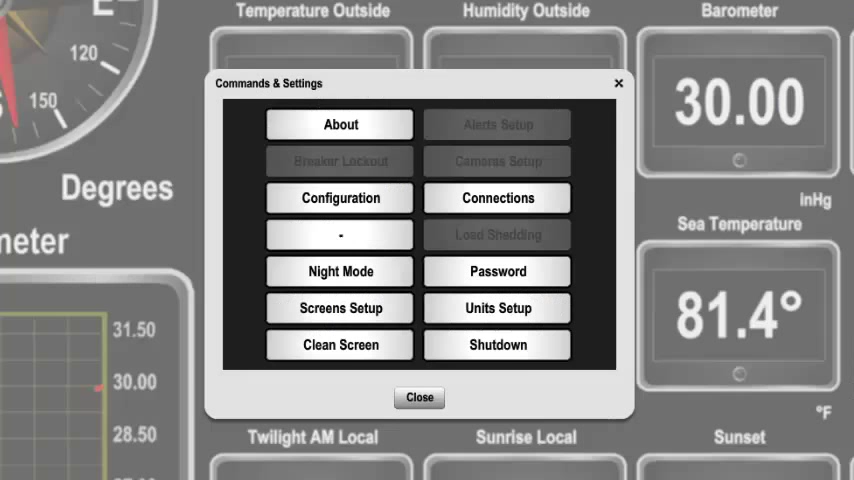 Temperature Outside
Humidity Outside
Barometer
E
120
150
S
Degrees
meter
Commands & Settings
×
About
Alerts Setup
Breaker Lockout
Cameras Setup
Configuration
Connections
-
Load Shedding
Night Mode
Password
Screens Setup
Units Setup
Clean Screen
Shutdown
Close
30.00
inHg
Sea Temperature
81.4°
°F
31.50
30.00
28.50
Twilight AM Local
Sunrise Local
Sunset